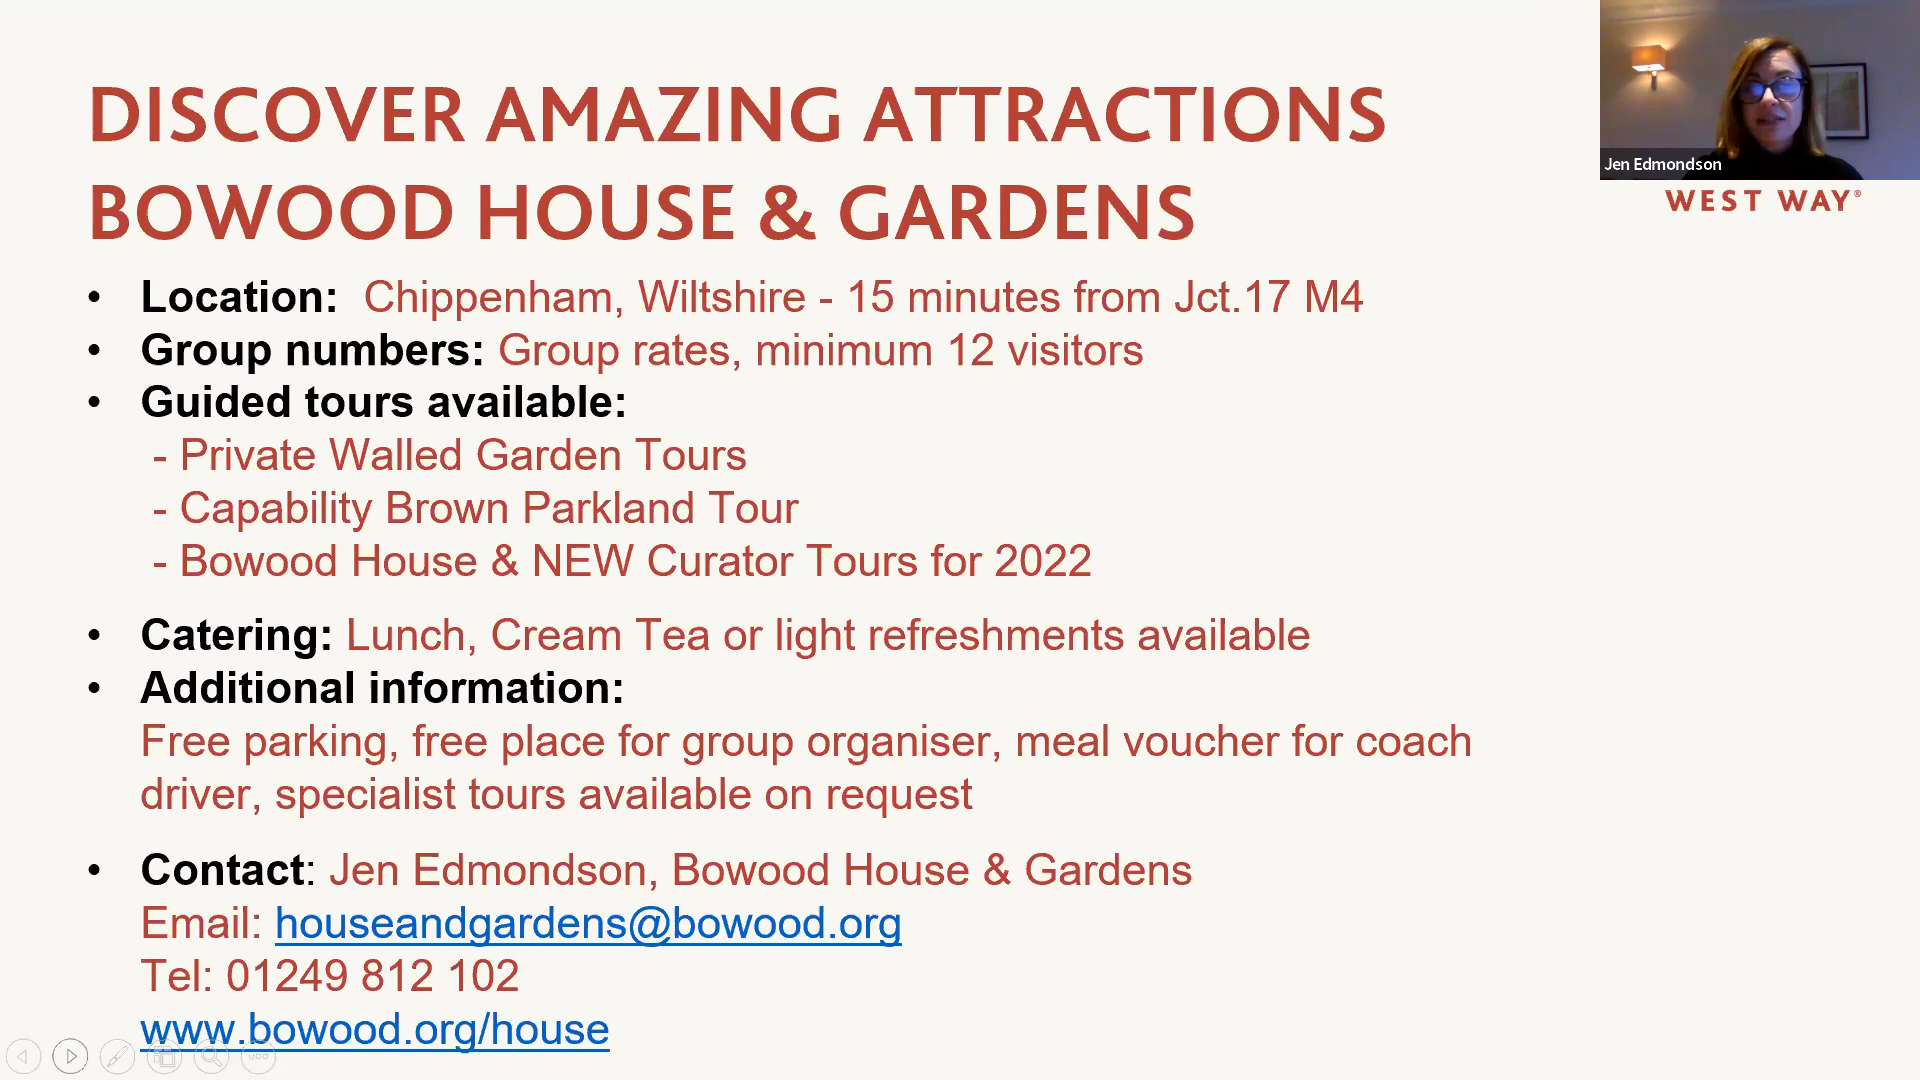 DISCOVER AMAZING ATTRACTIONS
BOWOOD HOUSE & GARDENS
Jen Edmondson
WEST WAY®
• Location: Chippenham, Wiltshire - 15 minutes from Jct.17 M4
• Group numbers: Group rates, minimum 12 visitors
• Guided tours available:
- Private Walled Garden Tours
- Capability Brown Parkland Tour
- Bowood House & NEW Curator Tours for 2022
• Catering: Lunch, Cream Tea or light refreshments available
• Additional information:
Free parking, free place for group organiser, meal voucher for coach
driver, specialist tours available on request
• Contact: Jen Edmondson, Bowood House & Gardens
Email: houseandgardens@bowood.org
Tel: 01249 812 102
www.bowood.org/house